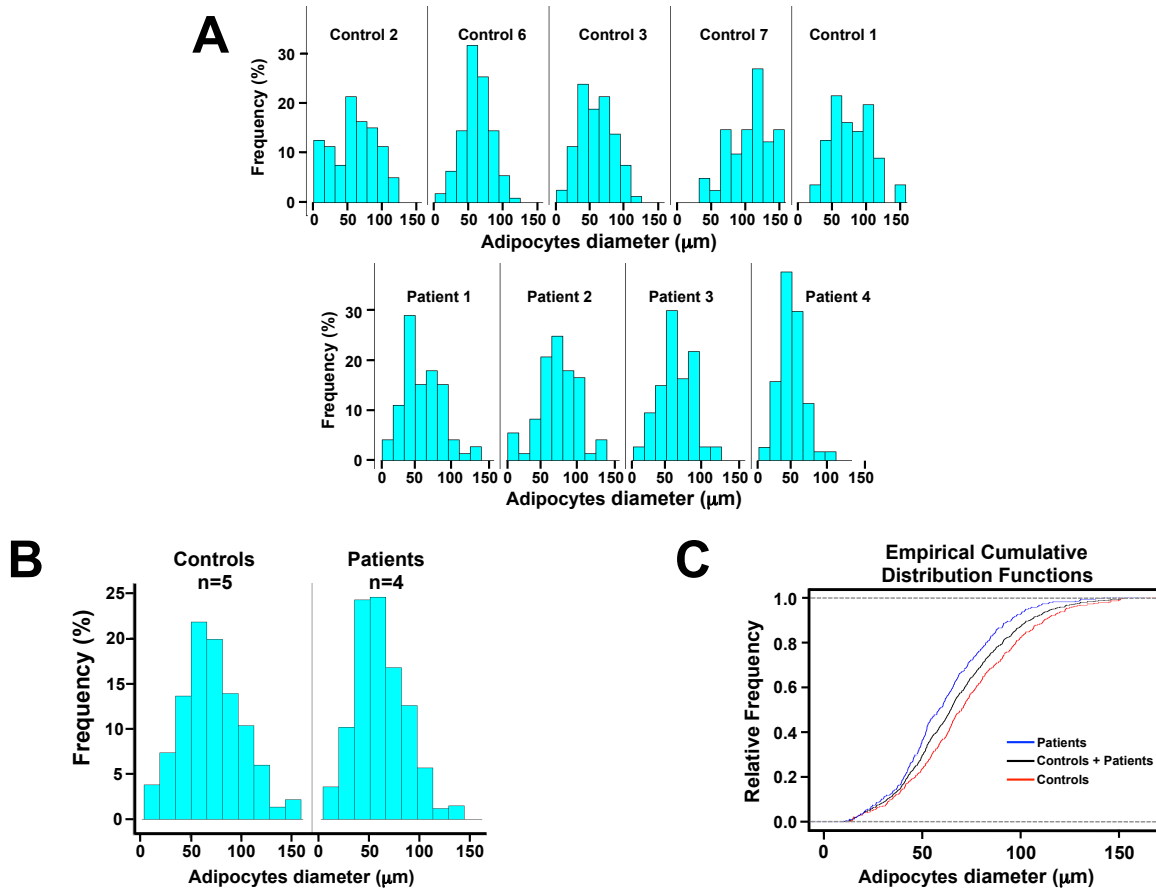 A
Control 2 Control 6 Control 3 Control 7 Control 1
Frequency (%)
30
20
10
0
0 50 100 150 0 50 100 150 0 50 100 150 0 50 100 150 0 50 100 150
Adipocytes diameter (μm)
Patient 1 Patient 2 Patient 3 Patient 4
Frequency (%)
30
20
10
0
0 50 100 150 0 50 100 150 0 50 100 150 0 50 100 150
Adipocytes diameter (μm)
B
Controls
n=5
Patients
n=4
Frequency (%)
25
20
15
10
5
0
0 50 100 150 0 50 100 150
Adipocytes diameter (μm)
C
Empirical Cumulative
Distribution Functions
Relative Frequency
1.0
0.8
0.6
0.4
0.2
0.0
Patients
Controls + Patients
Controls
0 50 100 150
Adipocytes diameter (μm)